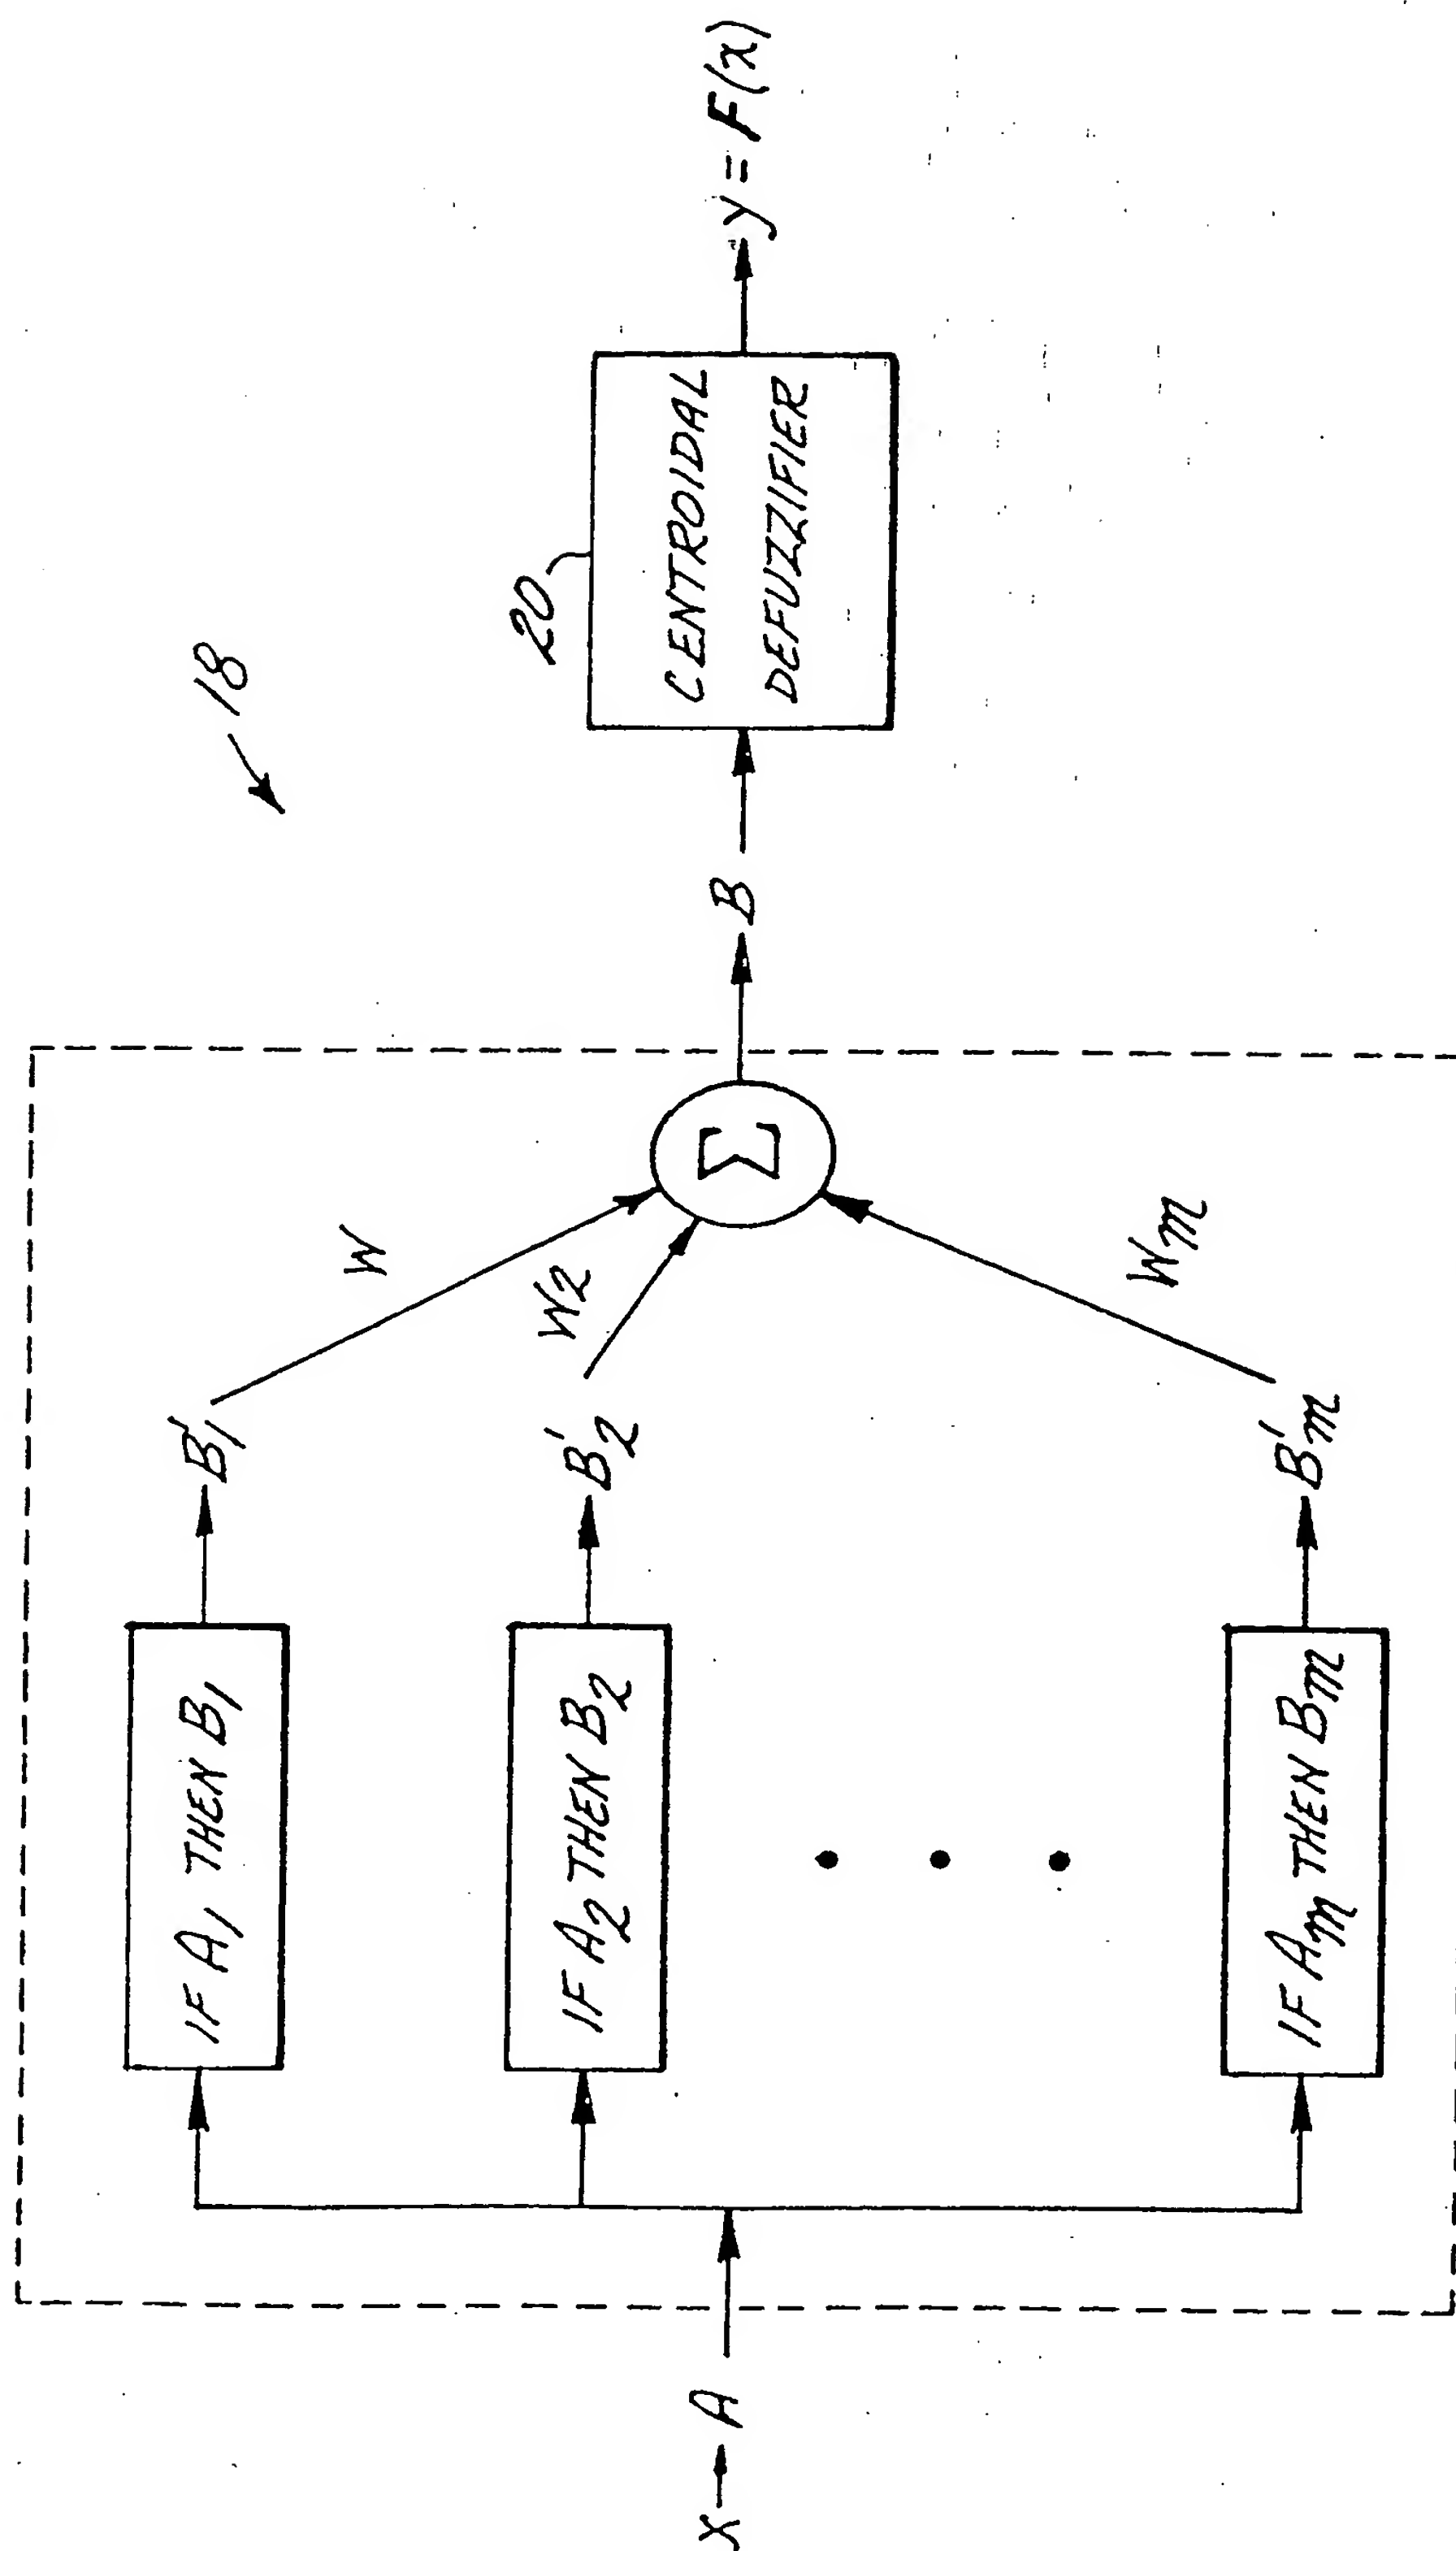 18
X → A
IF A1 THEN B1
B'1
W
IF A2 THEN B2
B'2
W2
IF Am THEN Bm
B'm
Wm
Σ
B
20
CENTROIDAL
DEFUZZIFIER
y = F(x)